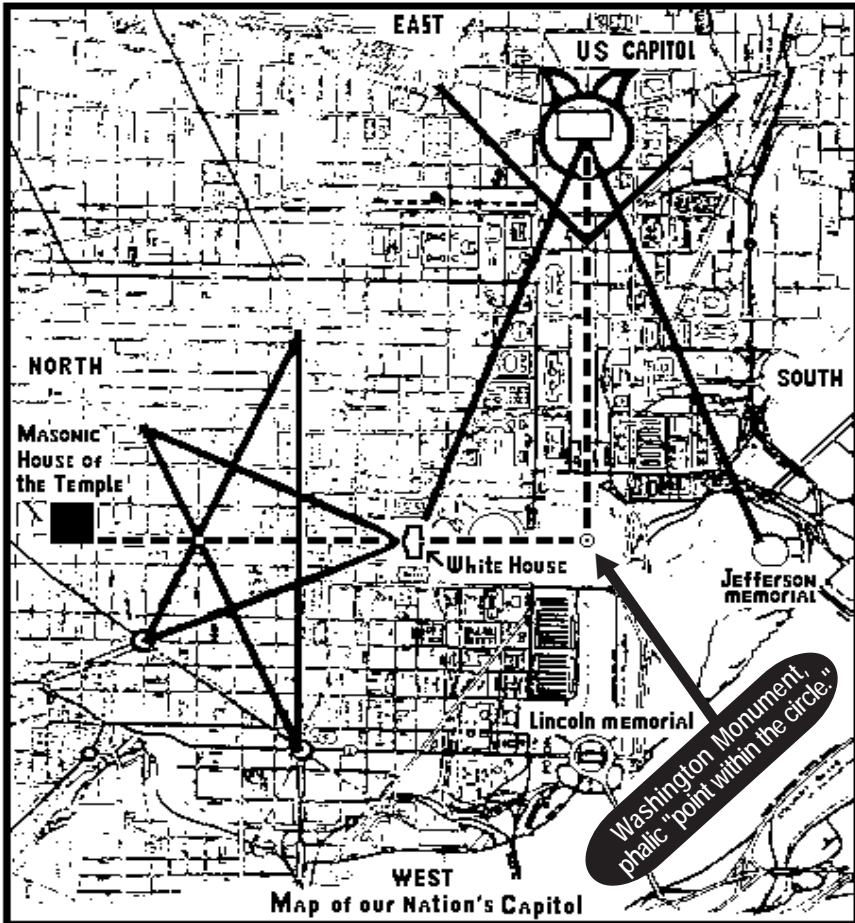 EAST
US CAPITOL
NORTH
SOUTH
MASONIC
HOUSE OF
THE TEMPLE
WHITE HOUSE
JEFFERSON
MEMORIAL
LINCOLN MEMORIAL
Washington Monument,
phalic "point within the circle."
WEST
MAP OF OUR NATION'S CAPITOL